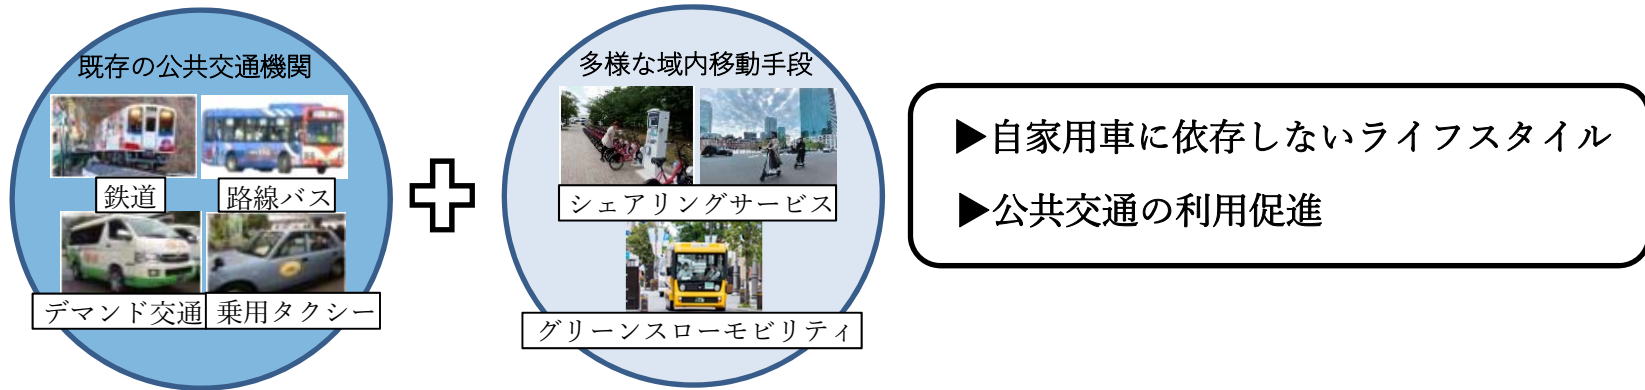 既存の公共交通機関
鉄道
路線バス
デマンド交通
乗用タクシー
多様な域内移動手段
シェアリングサービス
グリーンスローモビリティ
▶自家用車に依存しないライフスタイル
▶公共交通の利用促進